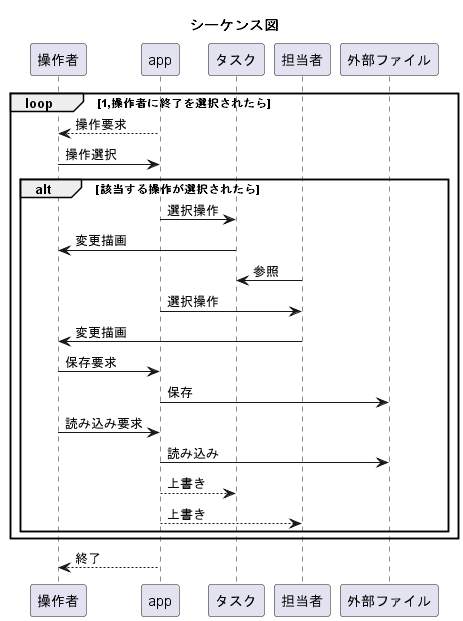 シーケンス図
操作者 app タスク 担当者 外部ファイル
loop [1,操作者に終了を選択されたら]
操作要求
操作選択
alt [該当する操作が選択されたら]
選択操作
変更描画
参照
選択操作
変更描画
保存要求
保存
読み込み要求
読み込み
上書き
上書き
終了
操作者 app タスク 担当者 外部ファイル